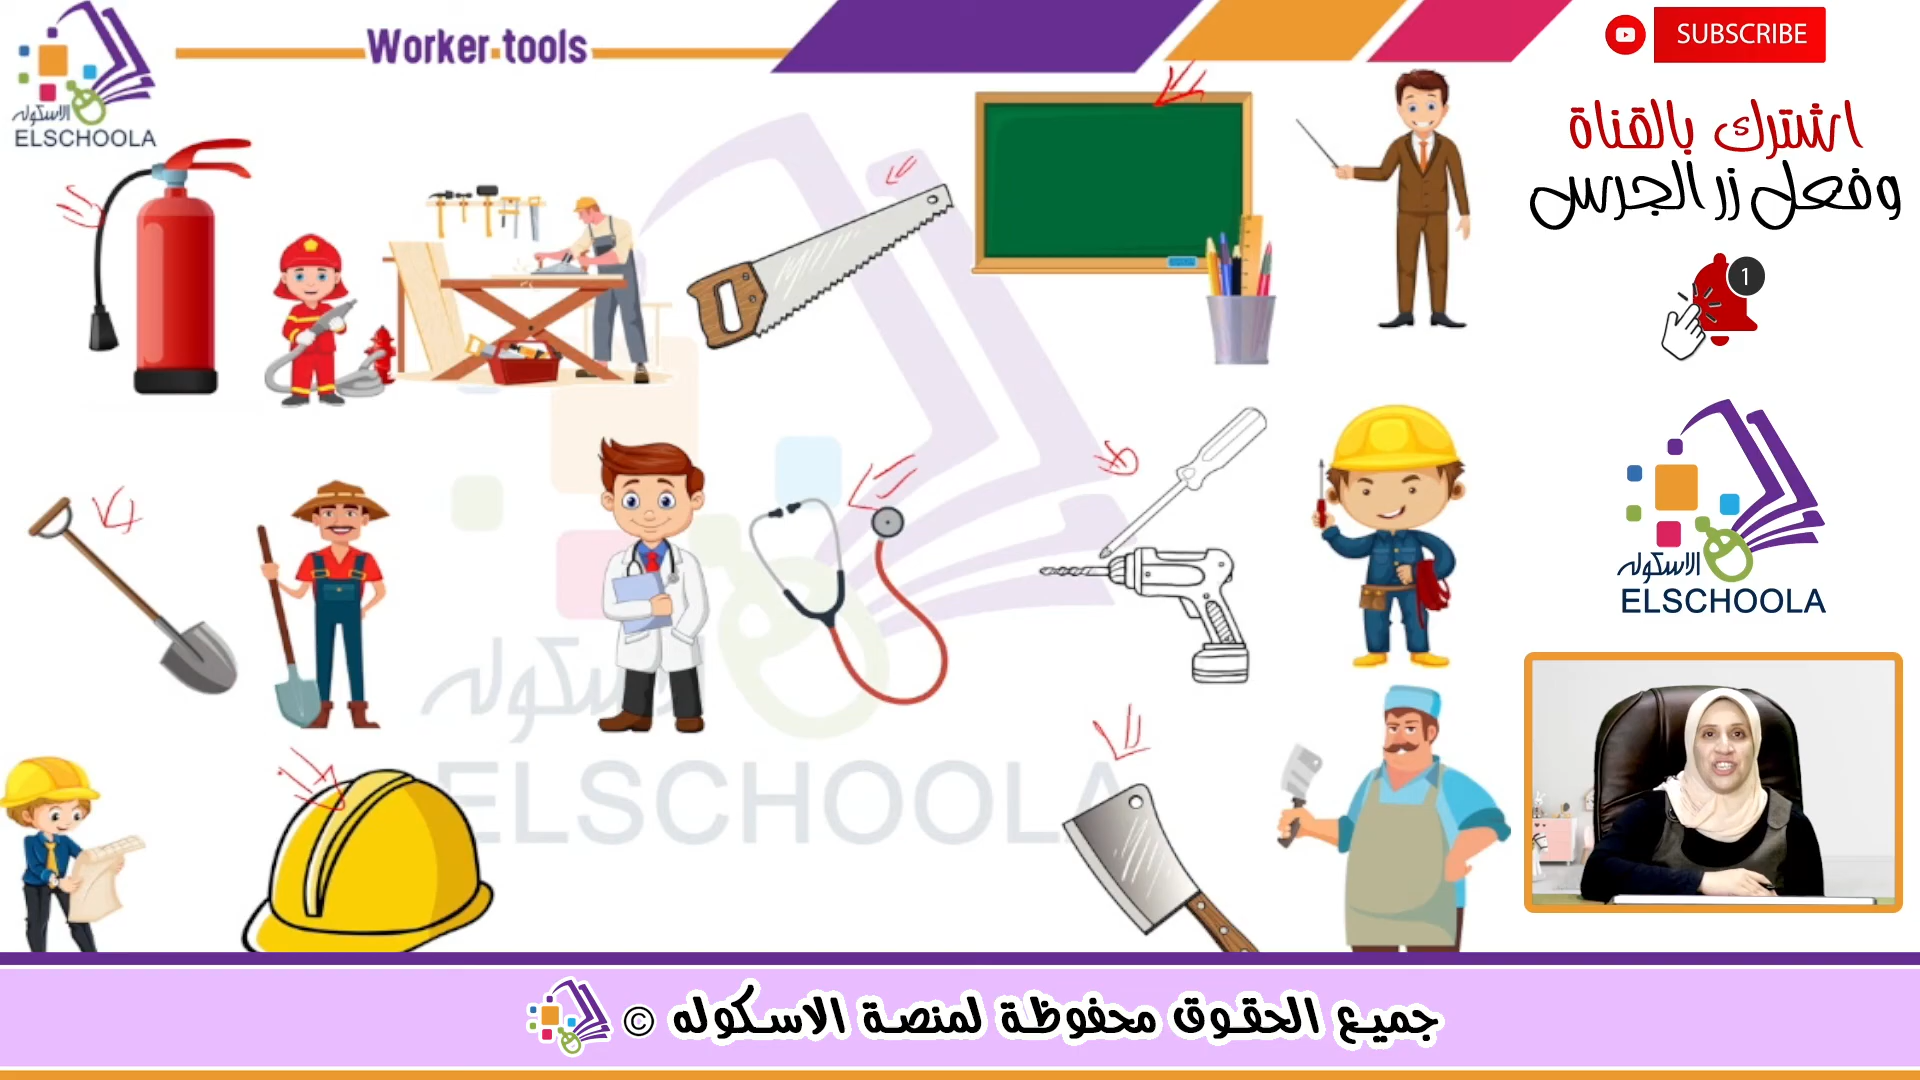 Worker tools
الاسكوله
ELSCHOOLA
SUBSCRIBE
اشترك بالقناة
وفعل زر الجرس
1
الاسكوله
ELSCHOOLA
الاسكوله
ELSCHOOLA
جميع الحقوق محفوظة لمنصة الاسكوله ©